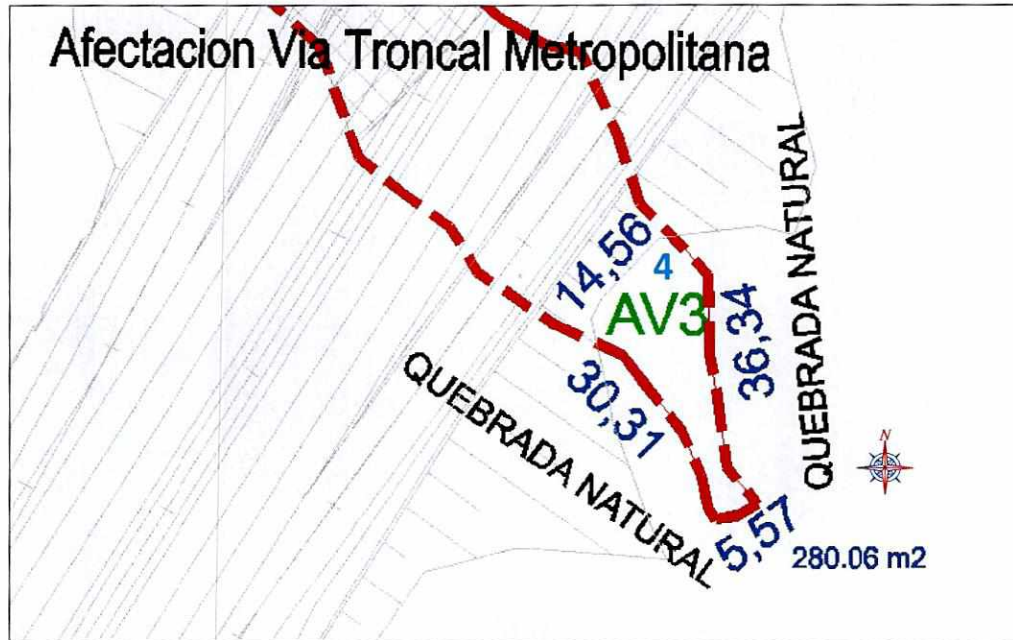 Afectacion Via Troncal Metropolitana
QUEBRADA NATURAL
14,56
4
AV3
36,34
30,31
QUEBRADA NATURAL
N
5,57
280.06 m2